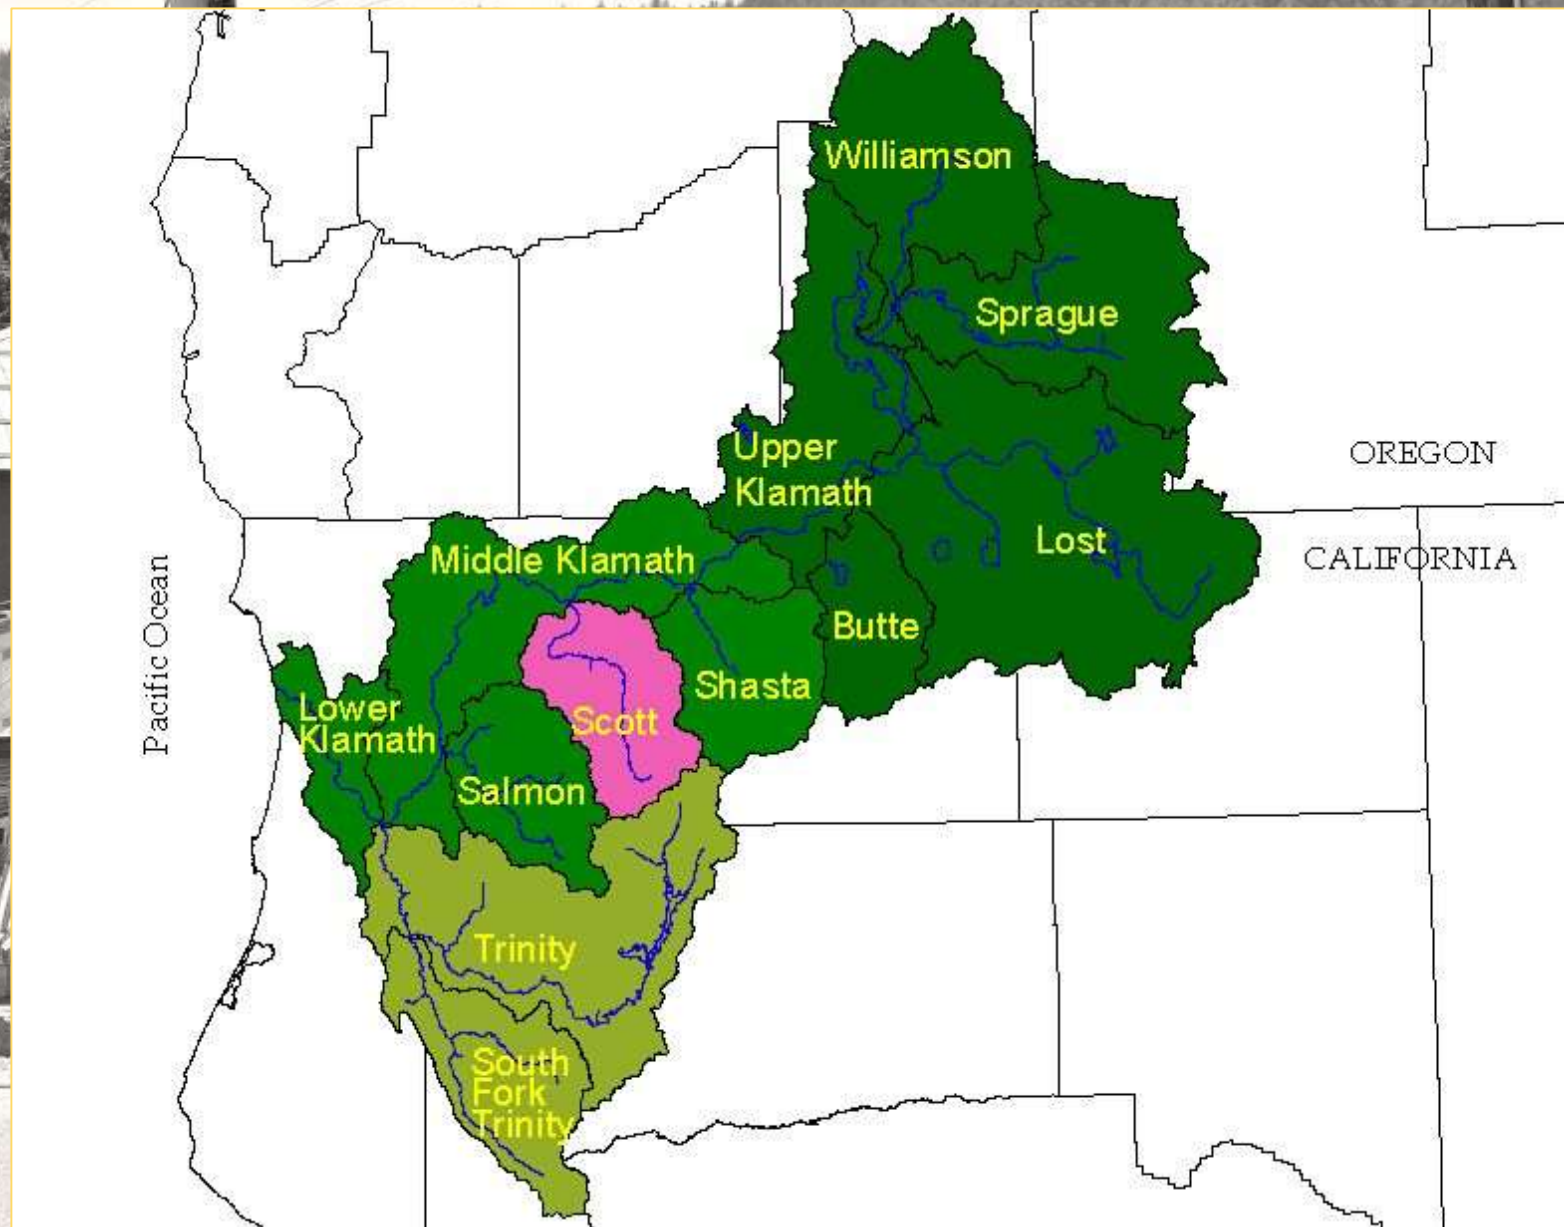 Williamson
Sprague
Upper
Klamath
OREGON
Lost
CALIFORNIA
Middle Klamath
Butte
Pacific Ocean
Shasta
Scott
Lower
Klamath
Salmon
Trinity
South
Fork
Trinity